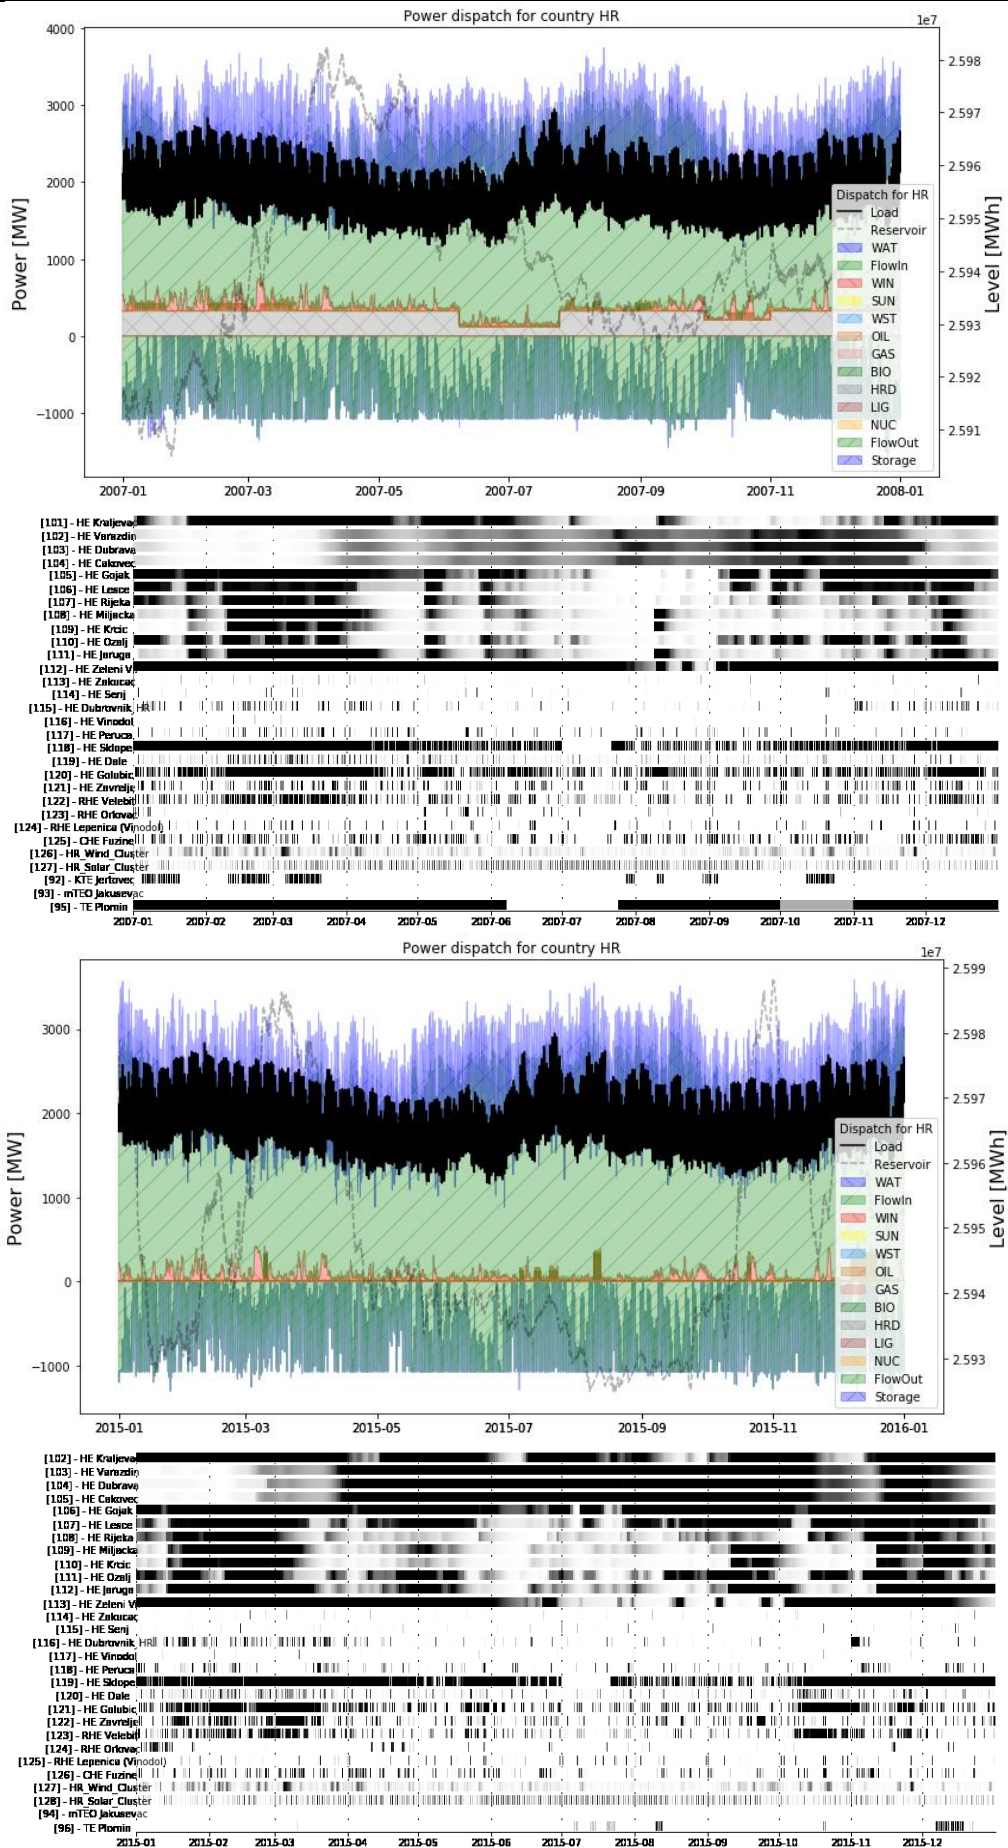 Power dispatch for country HR
1e7
4000
3000
2000
1000
0
−1000
Power [MW]
2.598
2.597
2.596
2.595
2.594
2.593
2.592
2.591
Level [MWh]
Dispatch for HR
Load
Reservoir
WAT
FlowIn
WIN
SUN
WST
OIL
GAS
BIO
HRD
LIG
NUC
FlowOut
Storage
2007-01 2007-03 2007-05 2007-07 2007-09 2007-11 2008-01
[101] - HE Kraljevac
[102] - HE Varazdin
[103] - HE Dubrava
[104] - HE Cakovec
[105] - HE Gojak
[106] - HE Lesce
[107] - HE Rijeka
[108] - HE Miljacka
[109] - HE Krcic
[110] - HE Ozalj
[111] - HE Jaruga
[112] - HE Zeleni V
[113] - HE Zakucac
[114] - HE Senj
[115] - HE Dubrovnik_HR
[116] - HE Vinodol
[117] - HE Peruca
[118] - HE Sklope
[119] - HE Dale
[120] - HE Golubic
[121] - HE Zavrelje
[122] - RHE Velebit
[123] - RHE Orlovac
[124] - RHE Lepenica (Vinodol)
[125] - CHE Fuzine
[126] - HR_Wind_Cluster
[127] - HR_Solar_Cluster
[92] - KTE Jertovec
[93] - mTEO Jakusevac
[95] - TE Plomin
2007-01 2007-02 2007-03 2007-04 2007-05 2007-06 2007-07 2007-08 2007-09 2007-10 2007-11 2007-12
Power dispatch for country HR
1e7
3000
2000
1000
0
−1000
Power [MW]
2.599
2.598
2.597
2.596
2.595
2.594
2.593
Level [MWh]
Dispatch for HR
Load
Reservoir
WAT
FlowIn
WIN
SUN
WST
OIL
GAS
BIO
HRD
LIG
NUC
FlowOut
Storage
2015-01 2015-03 2015-05 2015-07 2015-09 2015-11 2016-01
[102] - HE Kraljevac
[103] - HE Varazdin
[104] - HE Dubrava
[105] - HE Cakovec
[106] - HE Gojak
[107] - HE Lesce
[108] - HE Rijeka
[109] - HE Miljacka
[110] - HE Krcic
[111] - HE Ozalj
[112] - HE Jaruga
[113] - HE Zeleni V
[114] - HE Zakucac
[115] - HE Senj
[116] - HE Dubrovnik_HR
[117] - HE Vinodol
[118] - HE Peruca
[119] - HE Sklope
[120] - HE Dale
[121] - HE Golubic
[122] - HE Zavrelje
[123] - RHE Velebit
[124] - RHE Orlovac
[125] - RHE Lepenica (Vinodol)
[126] - CHE Fuzine
[127] - HR_Wind_Cluster
[128] - HR_Solar_Cluster
[94] - mTEO Jakusevac
[96] - TE Plomin
2015-01 2015-02 2015-03 2015-04 2015-05 2015-06 2015-07 2015-08 2015-09 2015-10 2015-11 2015-12